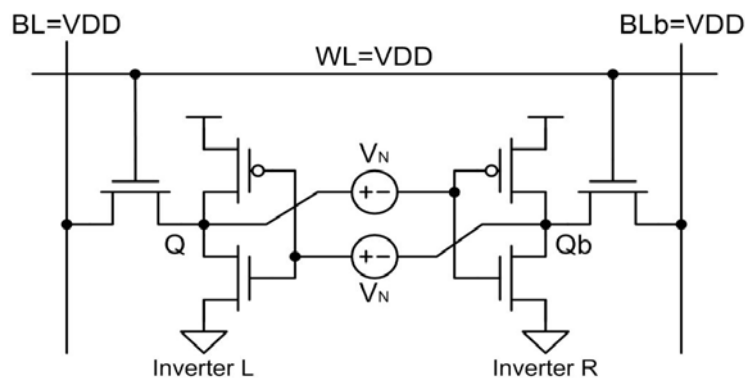 BL=VDD
BLb=VDD
WL=VDD
VN
+ -
Q
Qb
+ -
VN
Inverter L
Inverter R